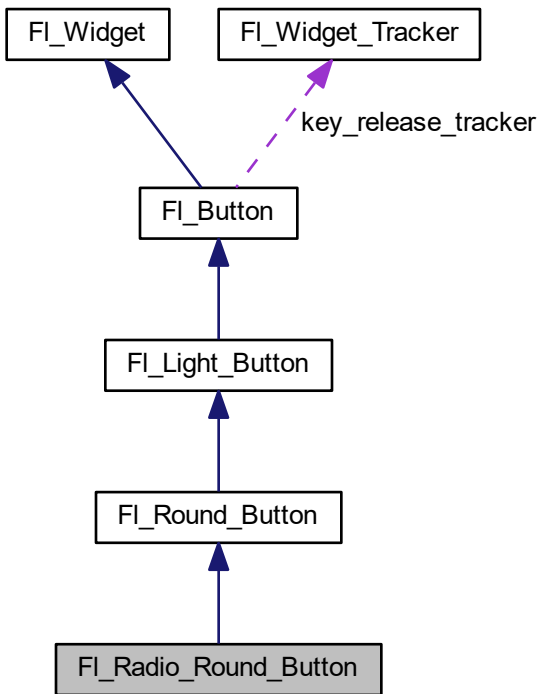 Fl_Widget
Fl_Widget_Tracker
key_release_tracker
Fl_Button
Fl_Light_Button
Fl_Round_Button
Fl_Radio_Round_Button